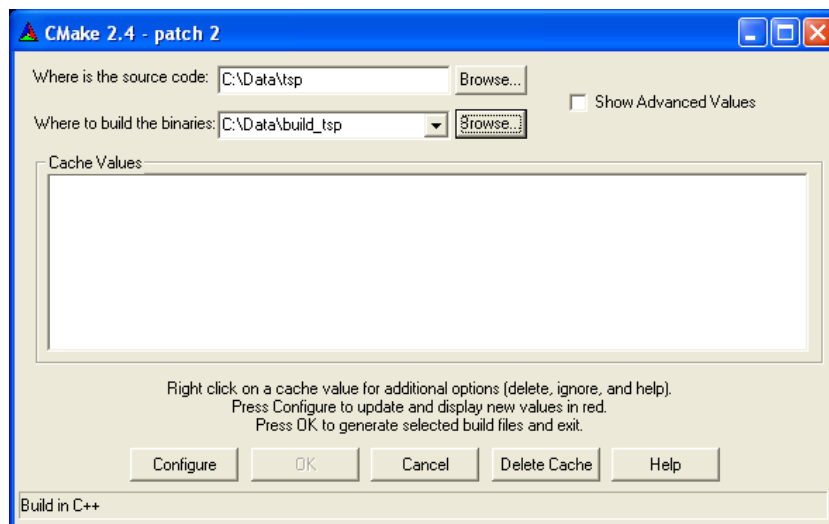 CMake 2.4 - patch 2
Where is the source code: C:\Data\tsp Browse...
Show Advanced Values
Where to build the binaries: C:\Data\build_tsp Browse...
Cache Values
Right click on a cache value for additional options (delete, ignore, and help).
Press Configure to update and display new values in red.
Press OK to generate selected build files and exit.
Configure OK Cancel Delete Cache Help
Build in C++